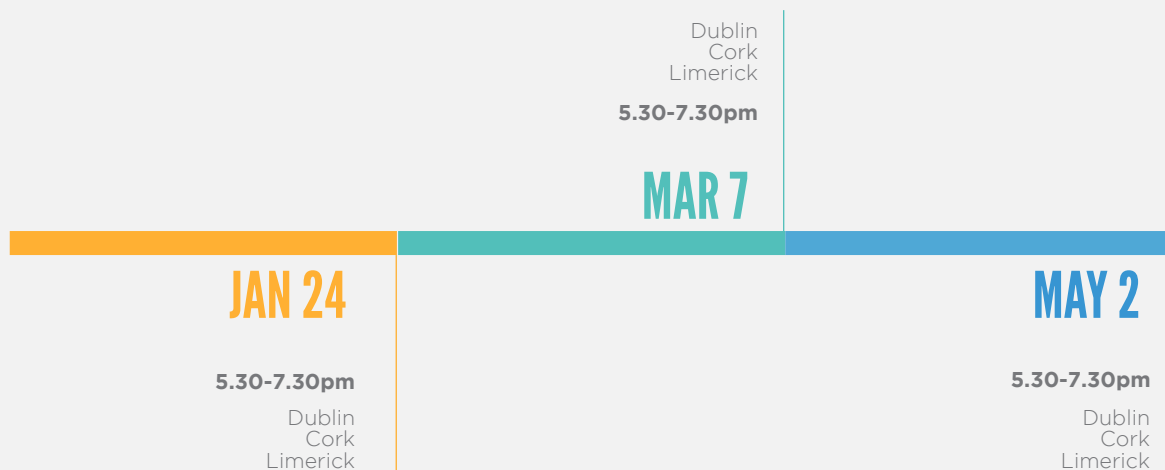 Dublin
Cork
Limerick
5.30-7.30pm
MAR 7
JAN 24
5.30-7.30pm
Dublin
Cork
Limerick
MAY 2
5.30-7.30pm
Dublin
Cork
Limerick